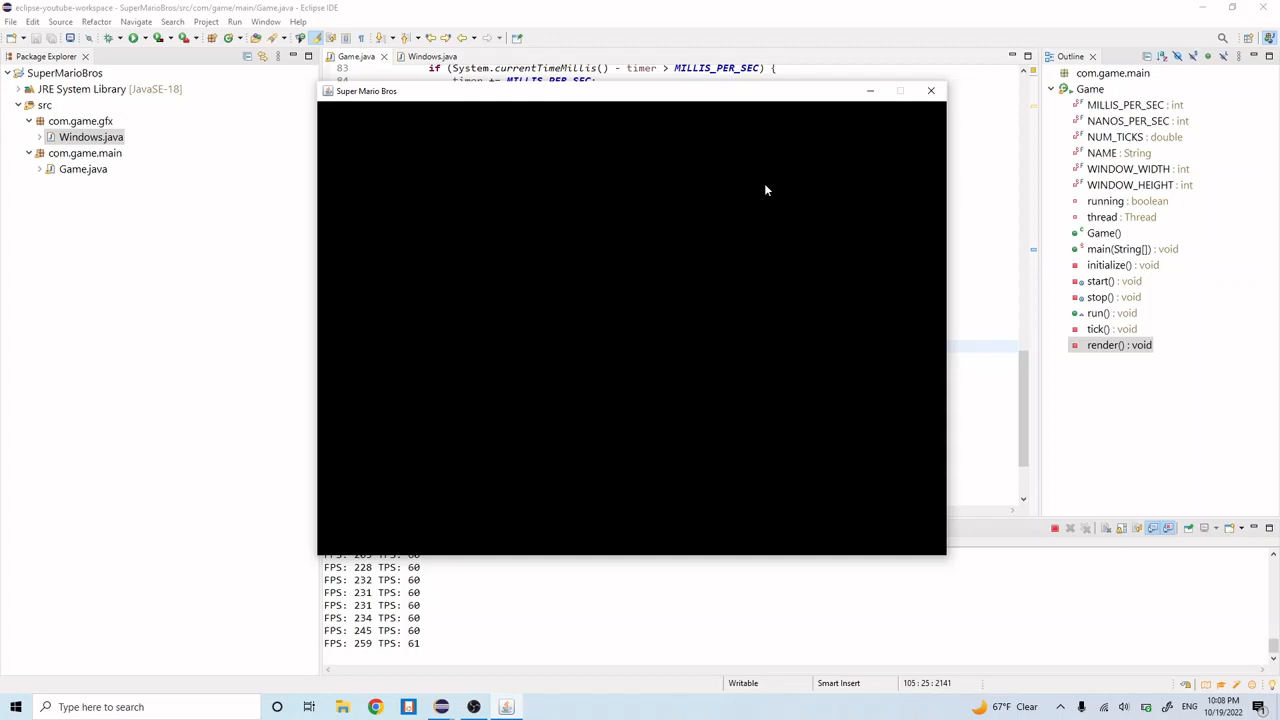 eclipse-youtube-workspace - SuperMarioBros/src/com/game/main/Game.java - Eclipse IDE
File Edit Source Refactor Navigate Search Project Run Window Help
Package Explorer
SuperMarioBros
JRE System Library [JavaSE-18]
src
com.game.gfx
Windows.java
com.game.main
Game.java
Game.java
Windows.java
83 if (System.currentTimeMillis() - timer > MILLIS_PER_SEC) {
84 timer += MILLIS_PER_SEC;
Super Mario Bros
FPS: 228 TPS: 60
FPS: 232 TPS: 60
FPS: 231 TPS: 60
FPS: 231 TPS: 60
FPS: 234 TPS: 60
FPS: 245 TPS: 60
FPS: 259 TPS: 61
Outline
com.game.main
Game
MILLIS_PER_SEC : int
NANOS_PER_SEC : int
NUM_TICKS : double
NAME : String
WINDOW_WIDTH : int
WINDOW_HEIGHT : int
running : boolean
thread : Thread
Game()
main(String[]) : void
initialize() : void
start() : void
stop() : void
run() : void
tick() : void
render() : void
Writable
Smart Insert
105 : 25 : 2141
Type here to search
67°F Clear
ENG
10:08 PM
10/19/2022